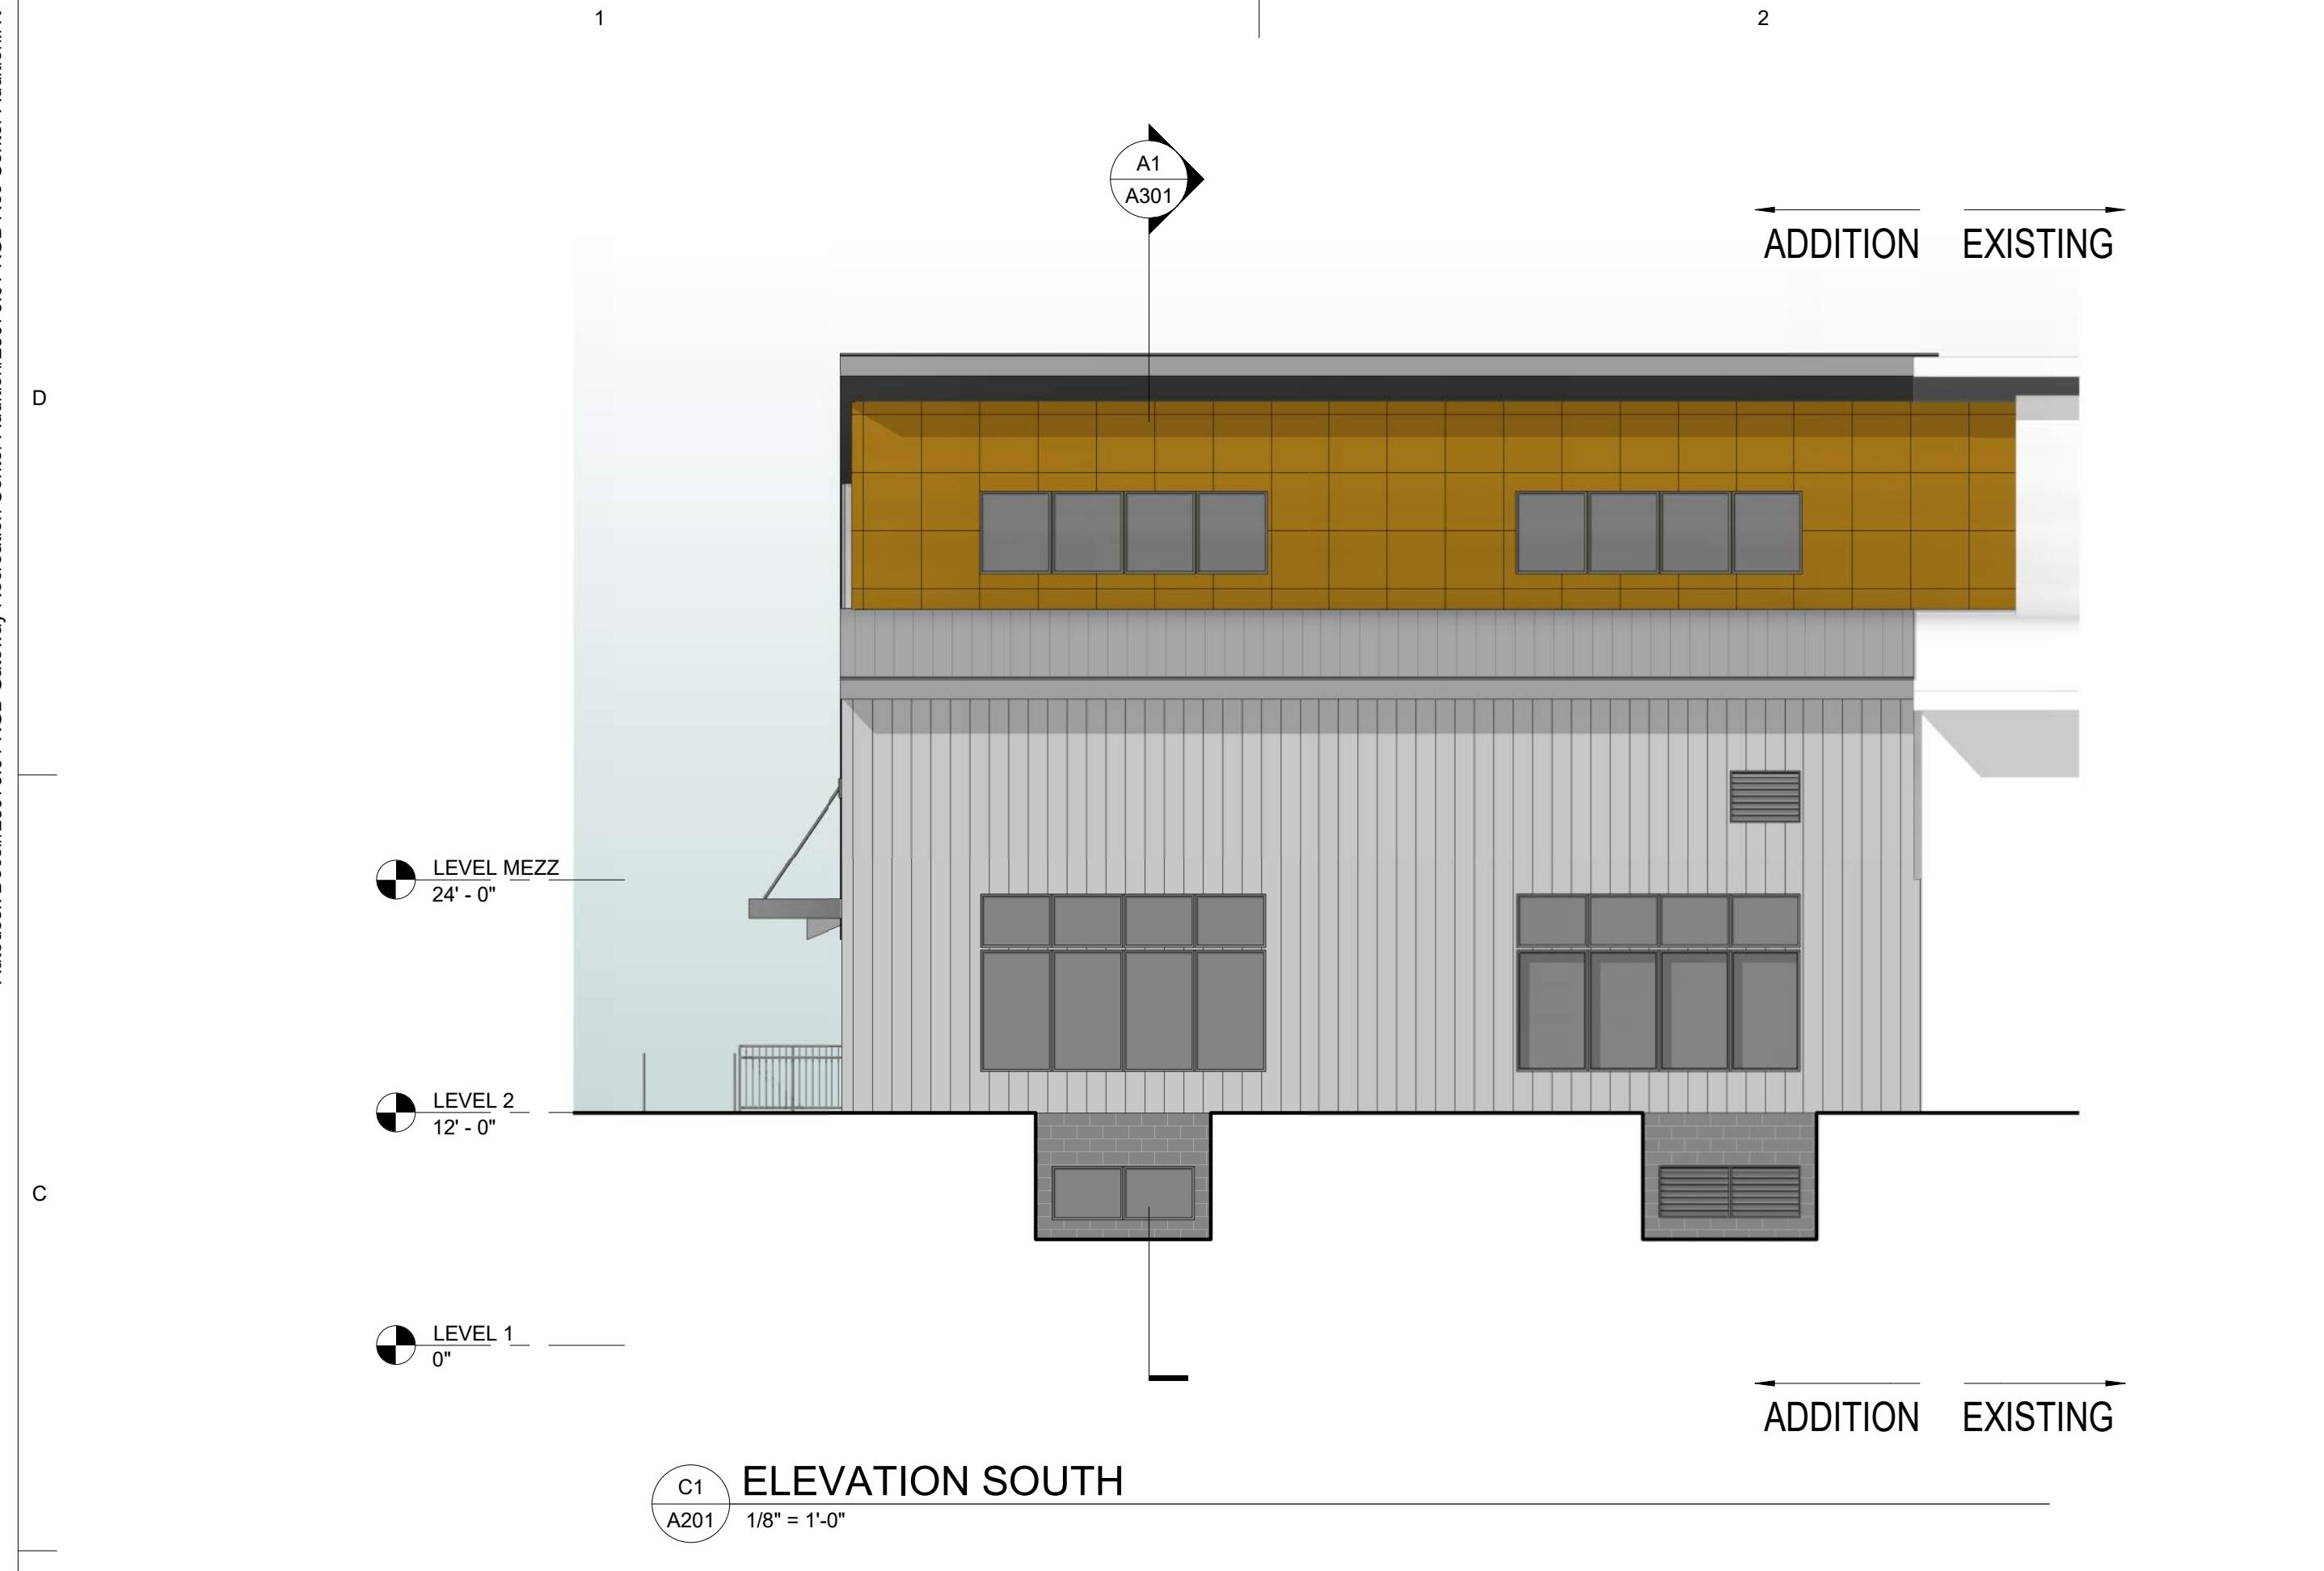 1
2
A1
A301
ADDITION EXISTING
D
LEVEL MEZZ
24' - 0"
LEVEL 2
12' - 0"
C
LEVEL 1
0"
ADDITION EXISTING
C1
A201
ELEVATION SOUTH
1/8" = 1'-0"